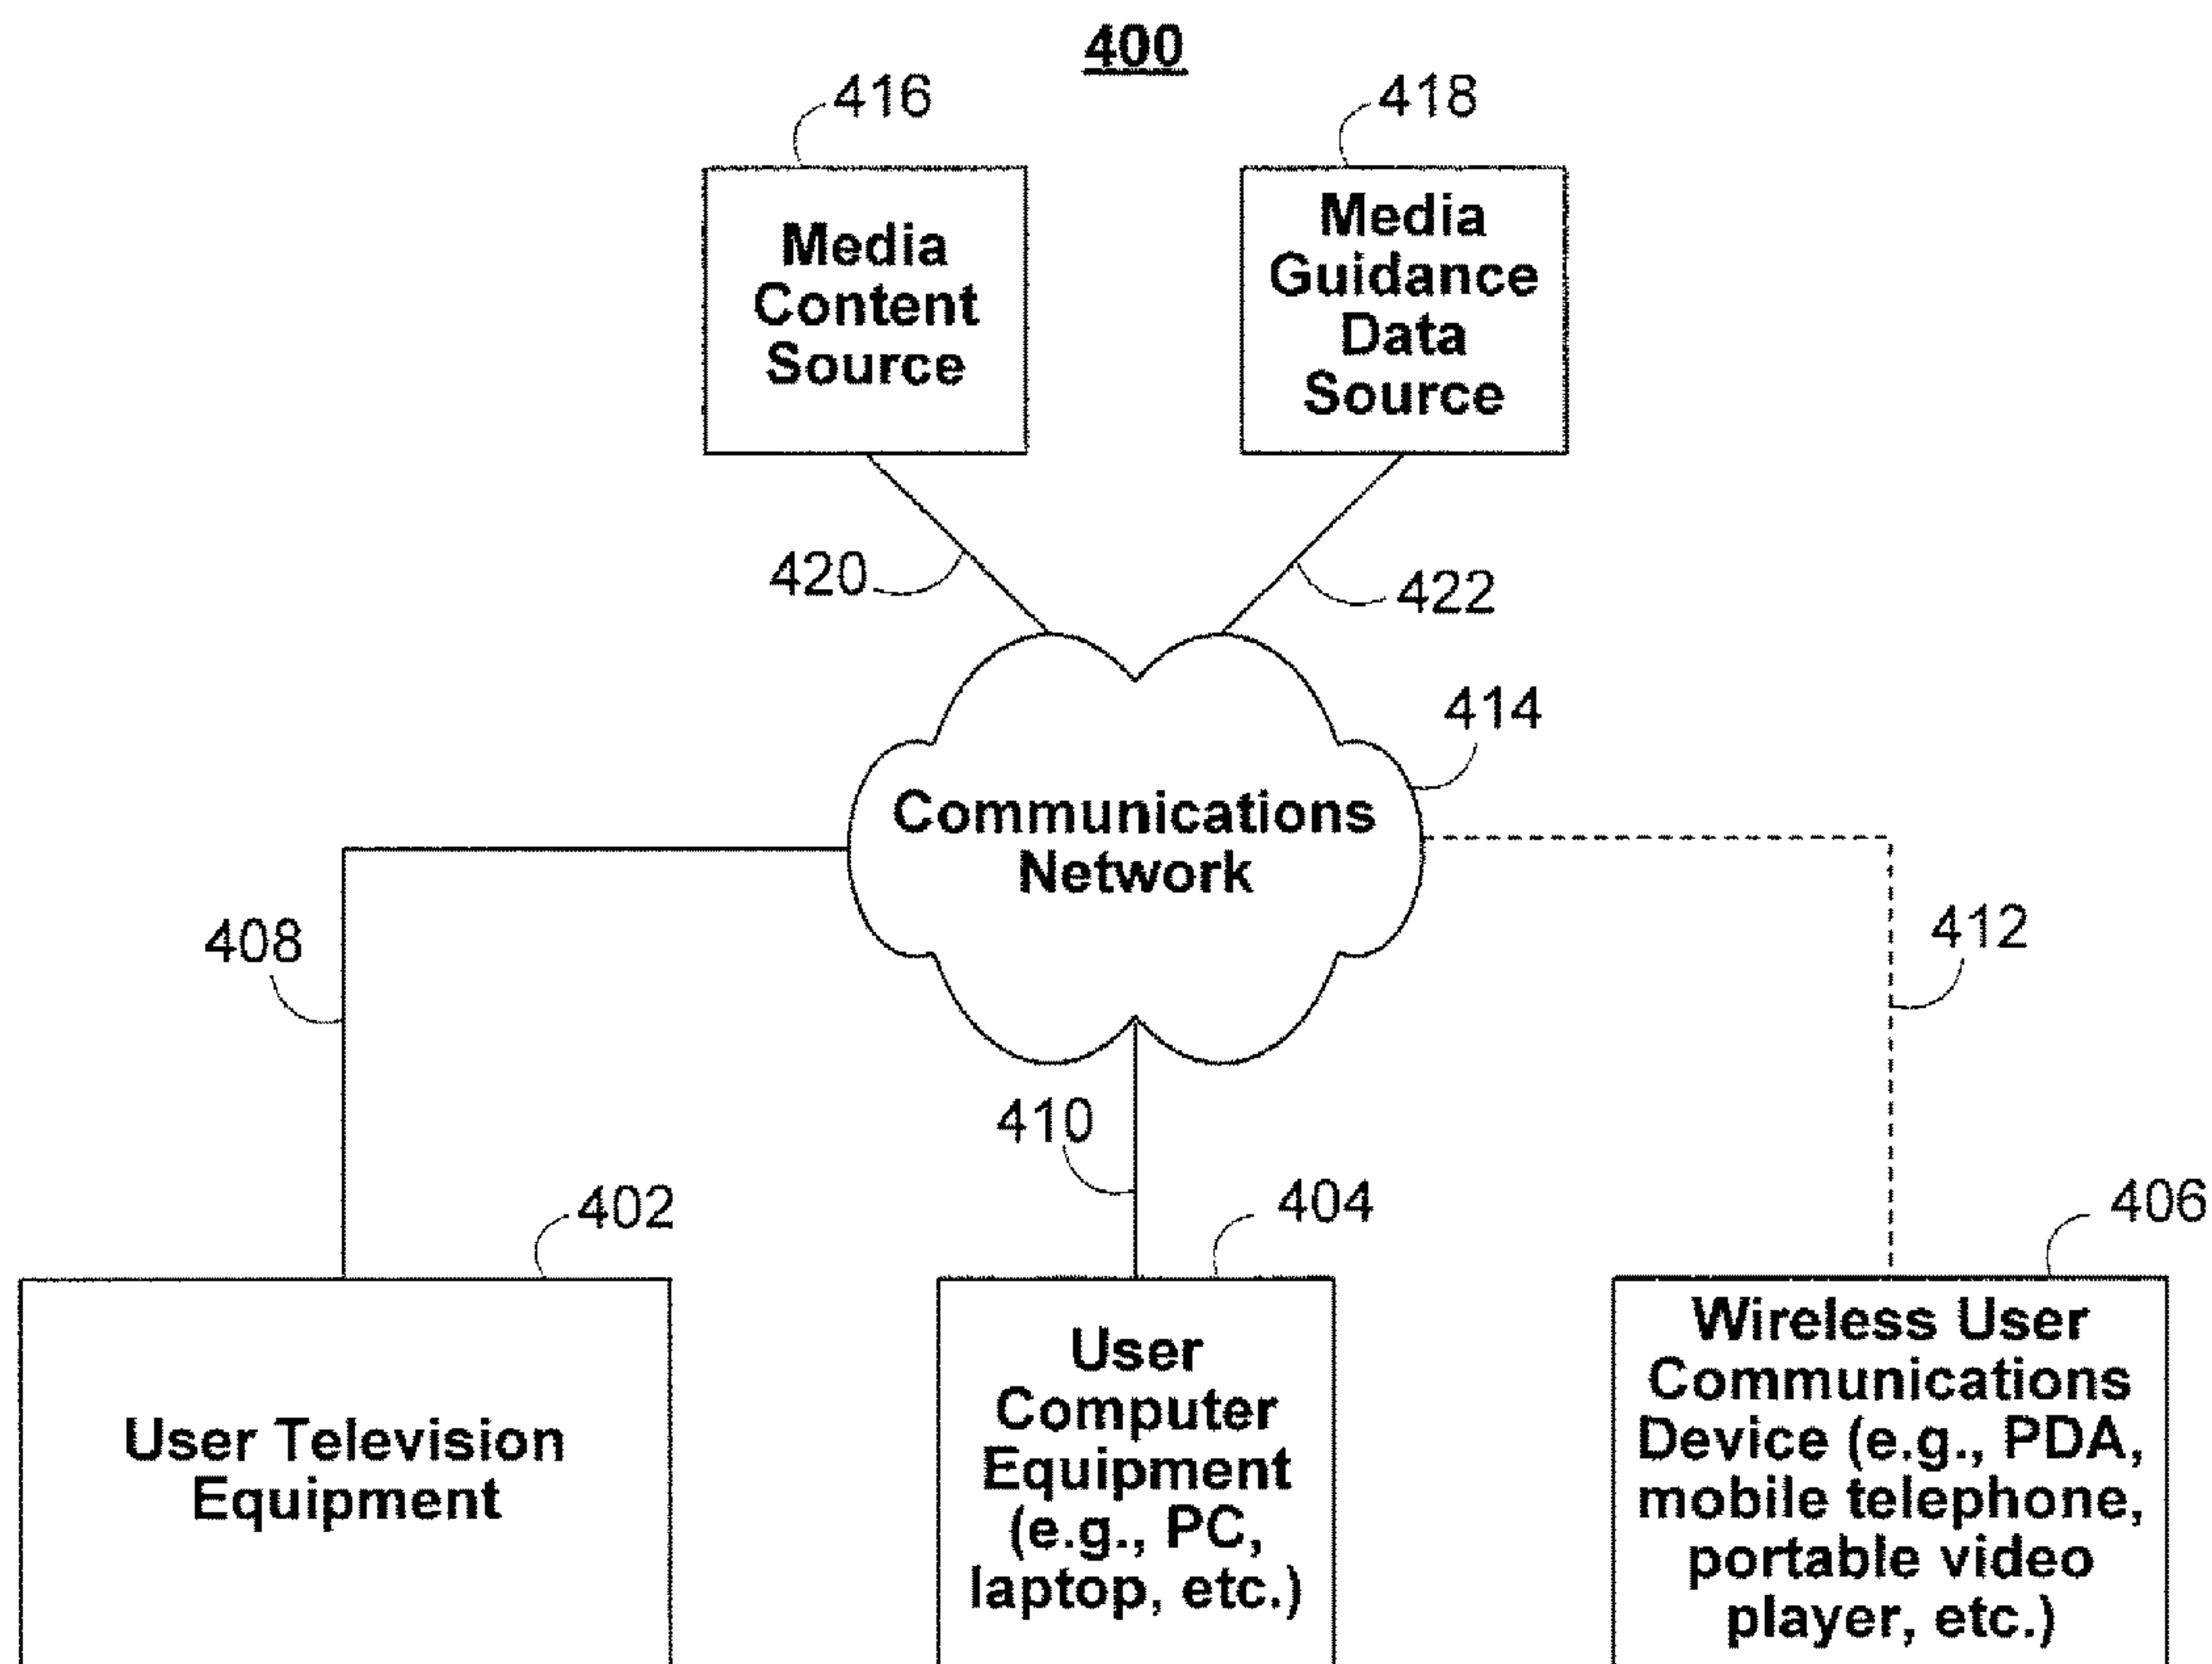 400
416
418
Media
Content
Source
Media
Guidance
Data
Source
420
422
414
Communications
Network
408
412
410
402
404
406
User Television
Equipment
User
Computer
Equipment
(e.g., PC,
laptop, etc.)
Wireless User
Communications
Device (e.g., PDA,
mobile telephone,
portable video
player, etc.)